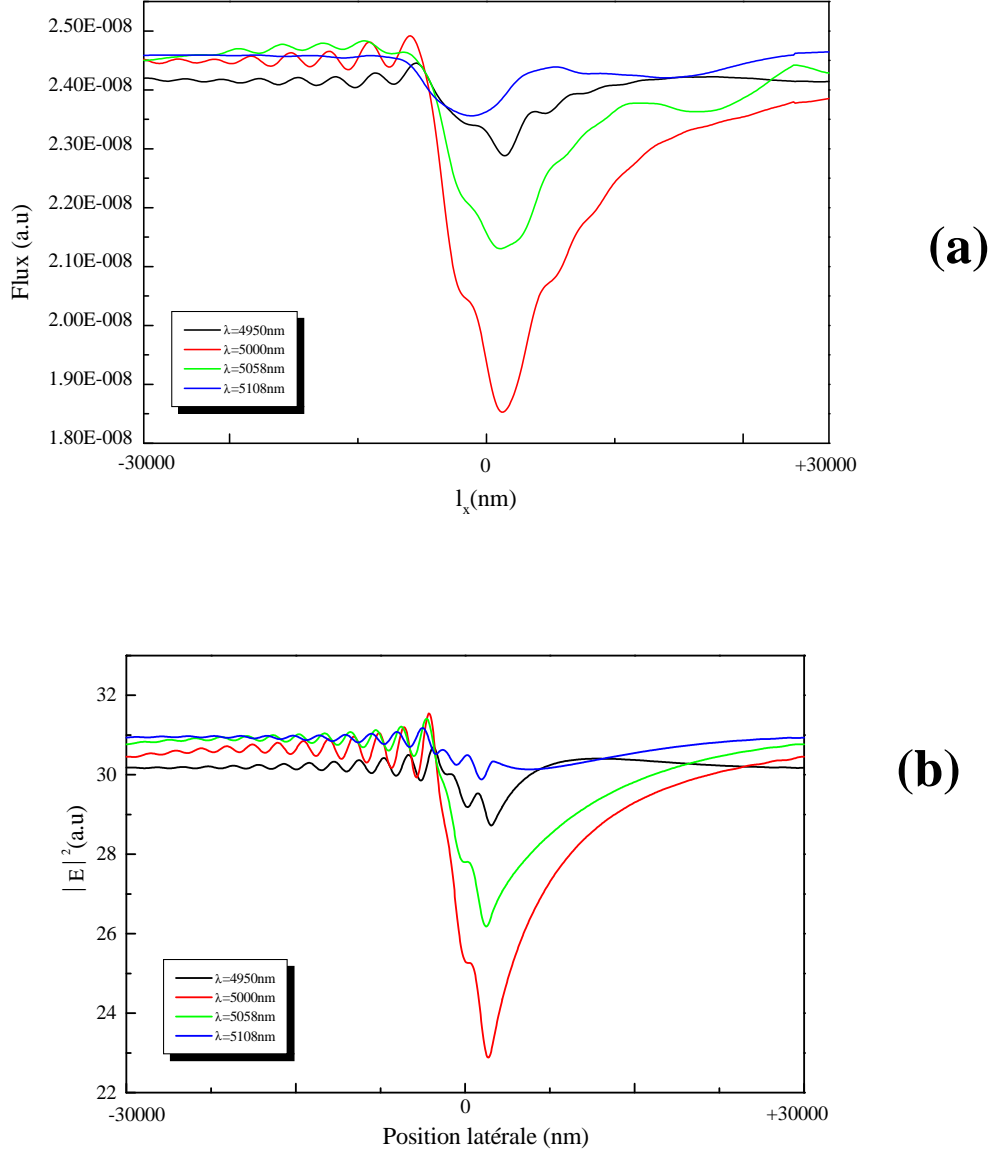 2.50E-008
2.40E-008
2.30E-008
2.20E-008
2.10E-008
2.00E-008
1.90E-008
1.80E-008
Flux (a.u)
λ=4950nm
λ=5000nm
λ=5058nm
λ=5108nm
-30000 0 +30000
l_x(nm)
(a)
32
30
28
26
24
23
22
|E|²(a.u)
λ=4950nm
λ=5000nm
λ=5058nm
λ=5108nm
-30000 0 +30000
Position latérale (nm)
(b)